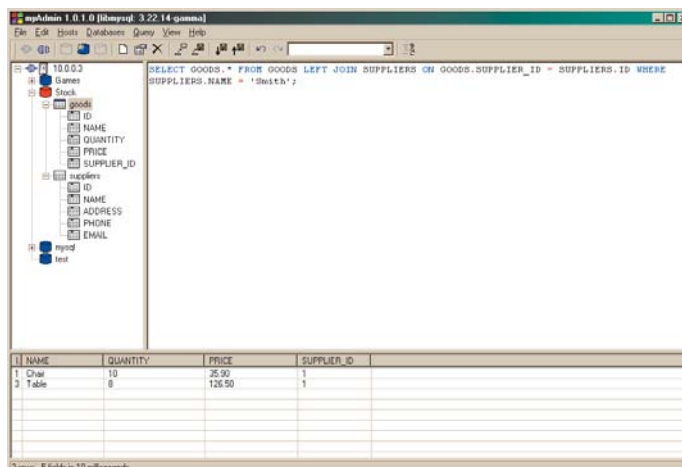 myAdmin 1.0.1.0 [libmysql: 3.22.14-gamma]
File Edit Hosts Databases Query View Help
10.0.0.3
Games
Stock
goods
ID
NAME
QUANTITY
PRICE
SUPPLIER_ID
suppliers
ID
NAME
ADDRESS
PHONE
EMAIL
mysql
test
SELECT GOODS.* FROM GOODS LEFT JOIN SUPPLIERS ON GOODS.SUPPLIER_ID = SUPPLIERS.ID WHERE
SUPPLIERS.NAME = 'Smith';
NAME QUANTITY PRICE SUPPLIER_ID
1 Chair 10 35.90 1
3 Table 8 126.50 1